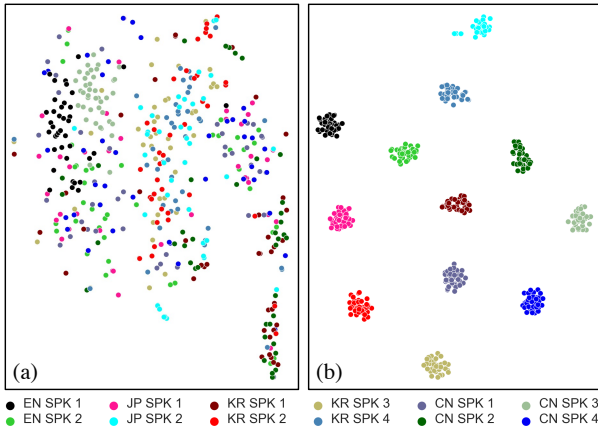 (a)
(b)
EN SPK 1 JP SPK 1 KR SPK 1 KR SPK 3 CN SPK 1 CN SPK 3
EN SPK 2 JP SPK 2 KR SPK 2 KR SPK 4 CN SPK 2 CN SPK 4